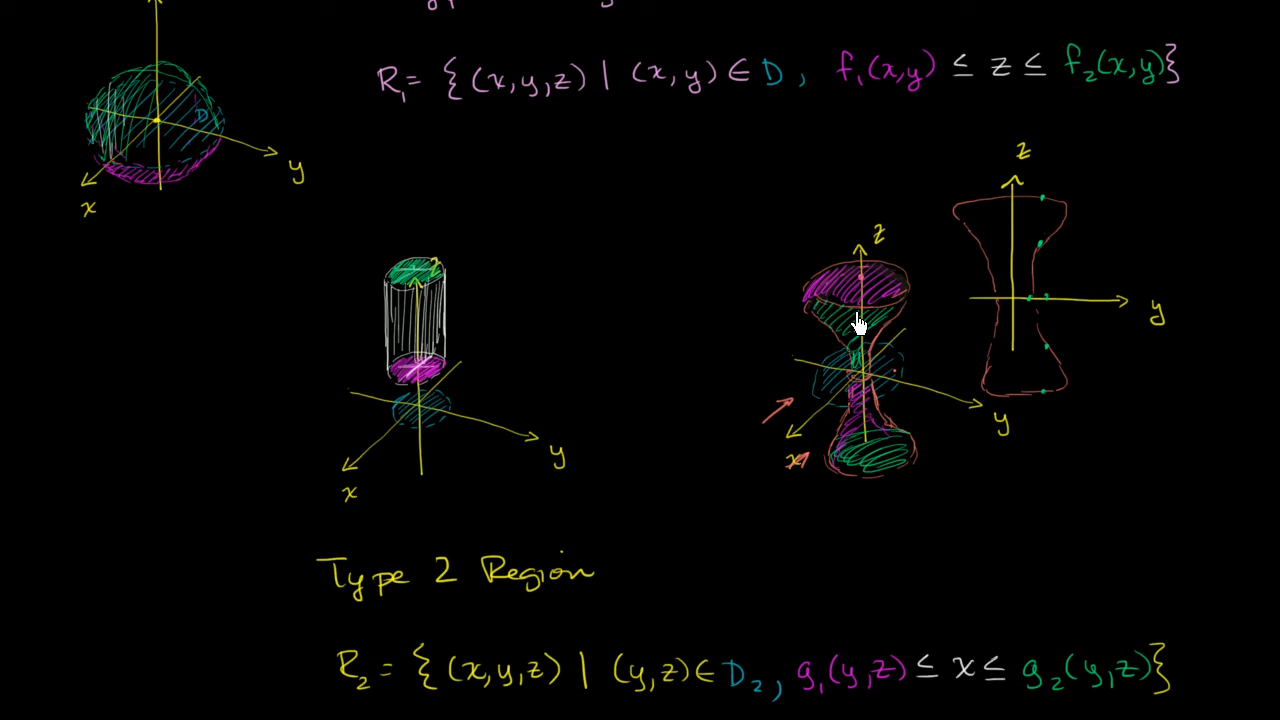 R₁ = { (x,y,z) | (x,y) ∈ D, f₁(x,y) ≤ z ≤ f₂(x,y)}
D
y
x
z
y
z
y
x
z
y
x
Type 2 Region
R₂ = { (x,y,z) | (y,z) ∈ D₂, g₁(y,z) ≤ x ≤ g₂(y,z)}